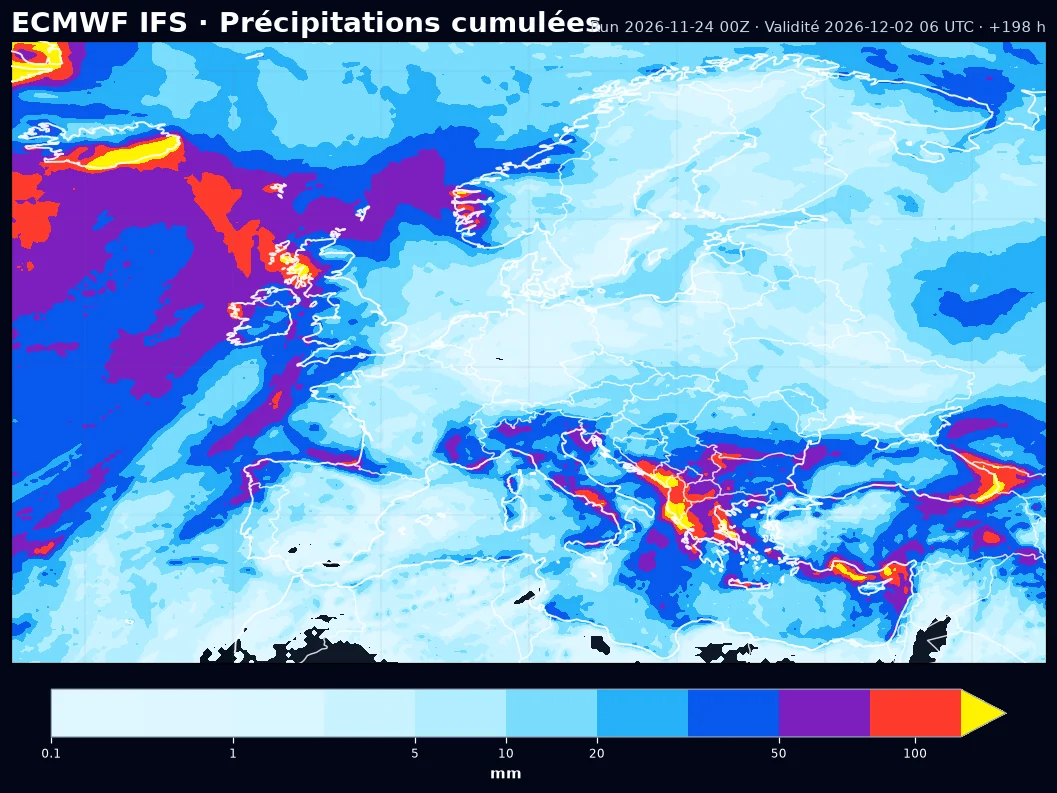 ECMWF IFS · Précipitations cumulées
Run 2026-11-24 00Z · Validité 2026-12-02 06 UTC · +198 h
0.1 1 5 10 20 50 100
mm